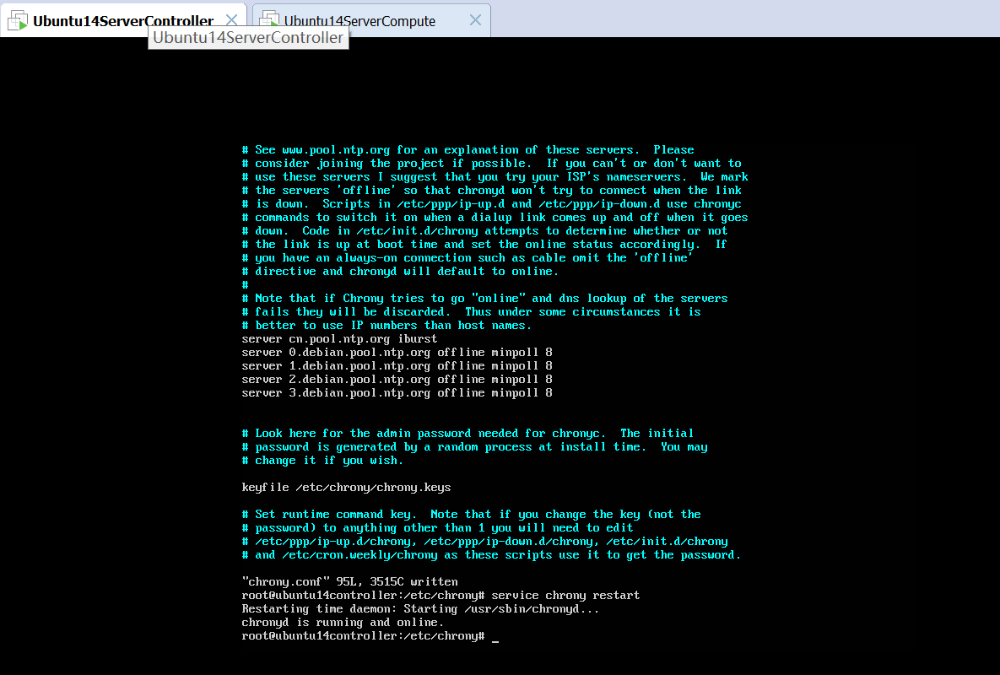 Ubuntu14ServerController
Ubuntu14ServerCompute
Ubuntu14ServerController
# See www.pool.ntp.org for an explanation of these servers.  Please
# consider joining the project if possible.  If you can't or don't want to
# use these servers I suggest that you try your ISP's nameservers.  We mark
# the servers 'offline' so that chronyd won't try to connect when the link
# is down.  Scripts in /etc/ppp/ip-up.d and /etc/ppp/ip-down.d use chronyc
# commands to switch it on when a dialup link comes up and off when it goes
# down.  Code in /etc/init.d/chrony attempts to determine whether or not
# the link is up at boot time and set the online status accordingly.  If
# you have an always-on connection such as cable omit the 'offline'
# directive and chronyd will default to online.
#
# Note that if Chrony tries to go "online" and dns lookup of the servers
# fails they will be discarded.  Thus under some circumstances it is
# better to use IP numbers than host names.
server cn.pool.ntp.org iburst
server 0.debian.pool.ntp.org offline minpoll 8
server 1.debian.pool.ntp.org offline minpoll 8
server 2.debian.pool.ntp.org offline minpoll 8
server 3.debian.pool.ntp.org offline minpoll 8
# Look here for the admin password needed for chronyc.  The initial
# password is generated by a random process at install time.  You may
# change it if you wish.
keyfile /etc/chrony/chrony.keys
# Set runtime command key.  Note that if you change the key (not the
# password) to anything other than 1 you will need to edit
# /etc/ppp/ip-up.d/chrony, /etc/ppp/ip-down.d/chrony, /etc/init.d/chrony
# and /etc/cron.weekly/chrony as these scripts use it to get the password.
"chrony.conf" 95L, 3515C written
root@ubuntu14controller:/etc/chrony# service chrony restart
Restarting time daemon: Starting /usr/sbin/chronyd...
chronyd is running and online.
root@ubuntu14controller:/etc/chrony# _